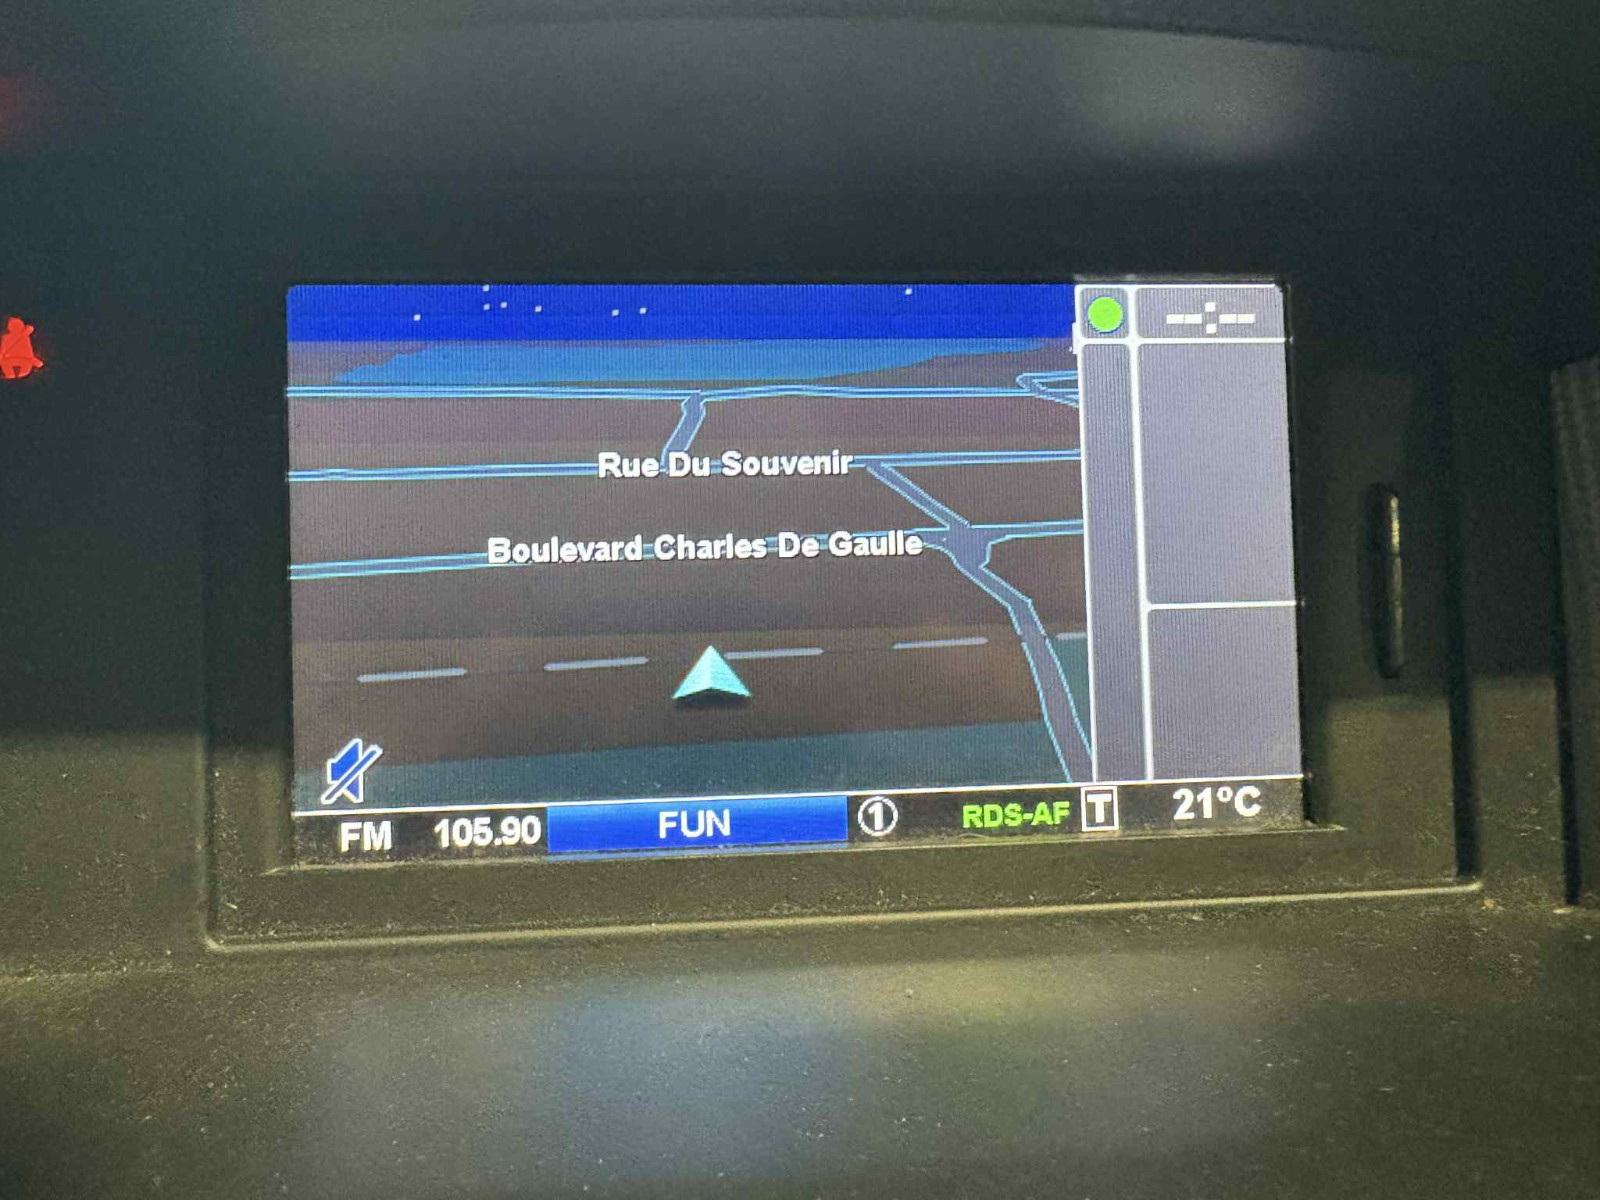 --:--
Rue Du Souvenir
Boulevard Charles De Gaulle
FM 105.90 FUN 1 RDS-AF T 21°C